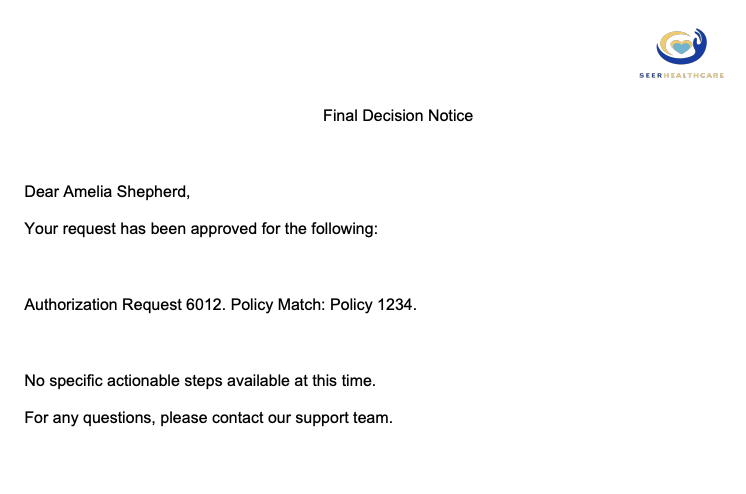 SEERHEALTHCARE
Final Decision Notice
Dear Amelia Shepherd,
Your request has been approved for the following:
Authorization Request 6012. Policy Match: Policy 1234.
No specific actionable steps available at this time.
For any questions, please contact our support team.